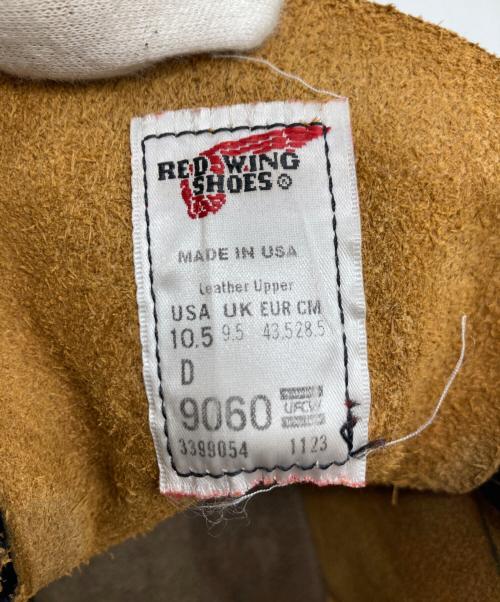 RED WING
SHOES®
MADE IN USA
Leather Upper
USA UK EUR CM
10.5 9.5 43.5 28.5
D
9060 UFCW
3399054 1123